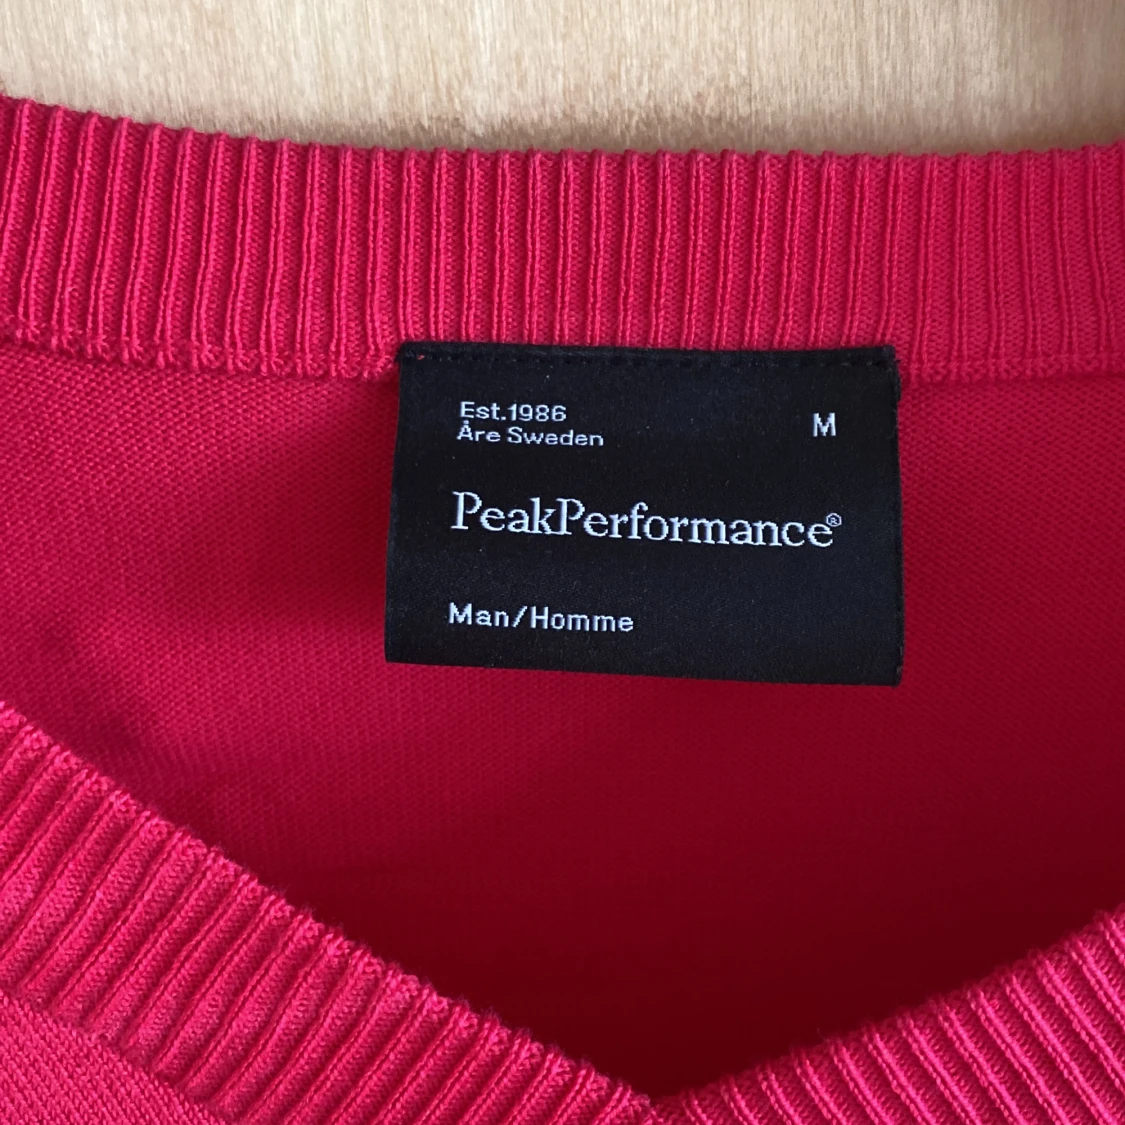 Est.1986
Åre Sweden
M
PeakPerformance®
Man/Homme